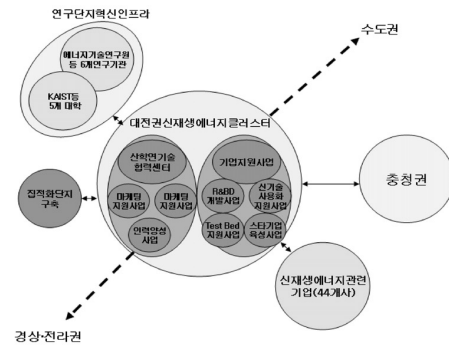 연구단지혁신인프라
에너지기술연구원
등 6개연구기관
KAIST등
5개 대학
수도권
대전권신재생에너지클러스터
산학연기술
협력센터
기업지원사업
마케팅
지원사업
마케팅
지원사업
R&BD
개발사업
신기술
사용화
지원사업
인력양성
사업
Test Bed
지원사업
스타기업
육성사업
집적화단지
구축
충청권
신재생에너지관련
기업(44개사)
경상·전라권